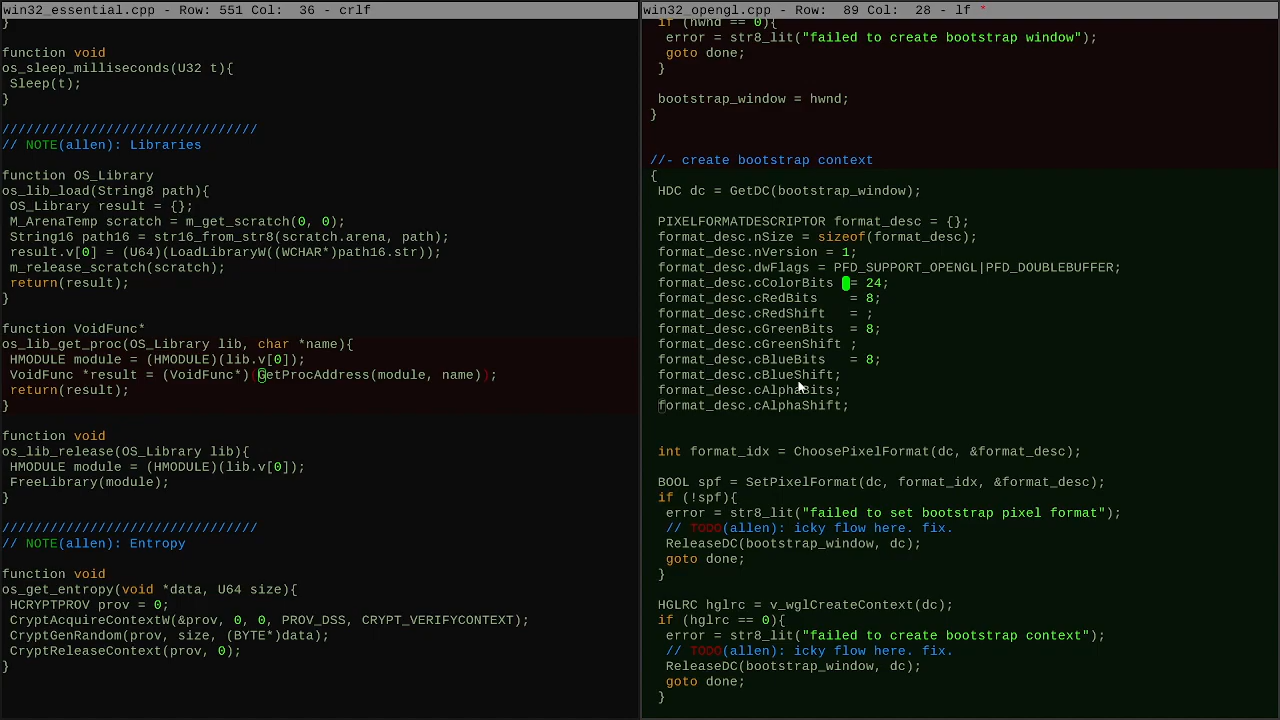 win32_essential.cpp - Row: 551 Col:  36 - crlf
}

function void
os_sleep_milliseconds(U32 t){
 Sleep(t);
}

////////////////////////////////
// NOTE(allen): Libraries

function OS_Library
os_lib_load(String8 path){
 OS_Library result = {};
 M_ArenaTemp scratch = m_get_scratch(0, 0);
 String16 path16 = str16_from_str8(scratch.arena, path);
 result.v[0] = (U64)(LoadLibraryW((WCHAR*)path16.str));
 m_release_scratch(scratch);
 return(result);
}

function VoidFunc*
os_lib_get_proc(OS_Library lib, char *name){
 HMODULE module = (HMODULE)(lib.v[0]);
 VoidFunc *result = (VoidFunc*)(GetProcAddress(module, name));
 return(result);
}

function void
os_lib_release(OS_Library lib){
 HMODULE module = (HMODULE)(lib.v[0]);
 FreeLibrary(module);
}

////////////////////////////////
// NOTE(allen): Entropy

function void
os_get_entropy(void *data, U64 size){
 HCRYPTPROV prov = 0;
 CryptAcquireContextW(&prov, 0, 0, PROV_DSS, CRYPT_VERIFYCONTEXT);
 CryptGenRandom(prov, size, (BYTE*)data);
 CryptReleaseContext(prov, 0);
}
win32_opengl.cpp - Row:  89 Col:  28 - lf *
 if (hwnd == 0){
  error = str8_lit("failed to create bootstrap window");
  goto done;
 }

 bootstrap_window = hwnd;
}

//- create bootstrap context
{
 HDC dc = GetDC(bootstrap_window);

 PIXELFORMATDESCRIPTOR format_desc = {};
 format_desc.nSize = sizeof(format_desc);
 format_desc.nVersion = 1;
 format_desc.dwFlags = PFD_SUPPORT_OPENGL|PFD_DOUBLEBUFFER;
 format_desc.cColorBits  = 24;
 format_desc.cRedBits    = 8;
 format_desc.cRedShift   = ;
 format_desc.cGreenBits  = 8;
 format_desc.cGreenShift ;
 format_desc.cBlueBits   = 8;
 format_desc.cBlueShift;
 format_desc.cAlphaBits;
 format_desc.cAlphaShift;

 int format_idx = ChoosePixelFormat(dc, &format_desc);

 BOOL spf = SetPixelFormat(dc, format_idx, &format_desc);
 if (!spf){
  error = str8_lit("failed to set bootstrap pixel format");
  // TODO(allen): icky flow here. fix.
  ReleaseDC(bootstrap_window, dc);
  goto done;
 }

 HGLRC hglrc = v_wglCreateContext(dc);
 if (hglrc == 0){
  error = str8_lit("failed to create bootstrap context");
  // TODO(allen): icky flow here. fix.
  ReleaseDC(bootstrap_window, dc);
  goto done;
 }